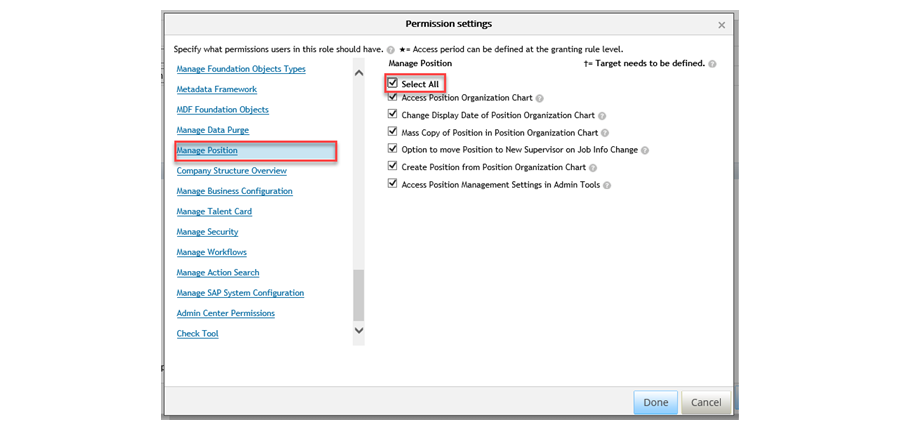 Permission settings
×
Specify what permissions users in this role should have. ? ★= Access period can be defined at the granting rule level.
Manage Position †= Target needs to be defined. ?
Manage Foundation Objects Types
Metadata Framework
MDF Foundation Objects
Manage Data Purge
Manage Position
Company Structure Overview
Manage Business Configuration
Manage Talent Card
Manage Security
Manage Workflows
Manage Action Search
Manage SAP System Configuration
Admin Center Permissions
Check Tool
Select All
Access Position Organization Chart ?
Change Display Date of Position Organization Chart ?
Mass Copy of Position in Position Organization Chart ?
Option to move Position to New Supervisor on Job Info Change ?
Create Position from Position Organization Chart ?
Access Position Management Settings in Admin Tools ?
Done Cancel